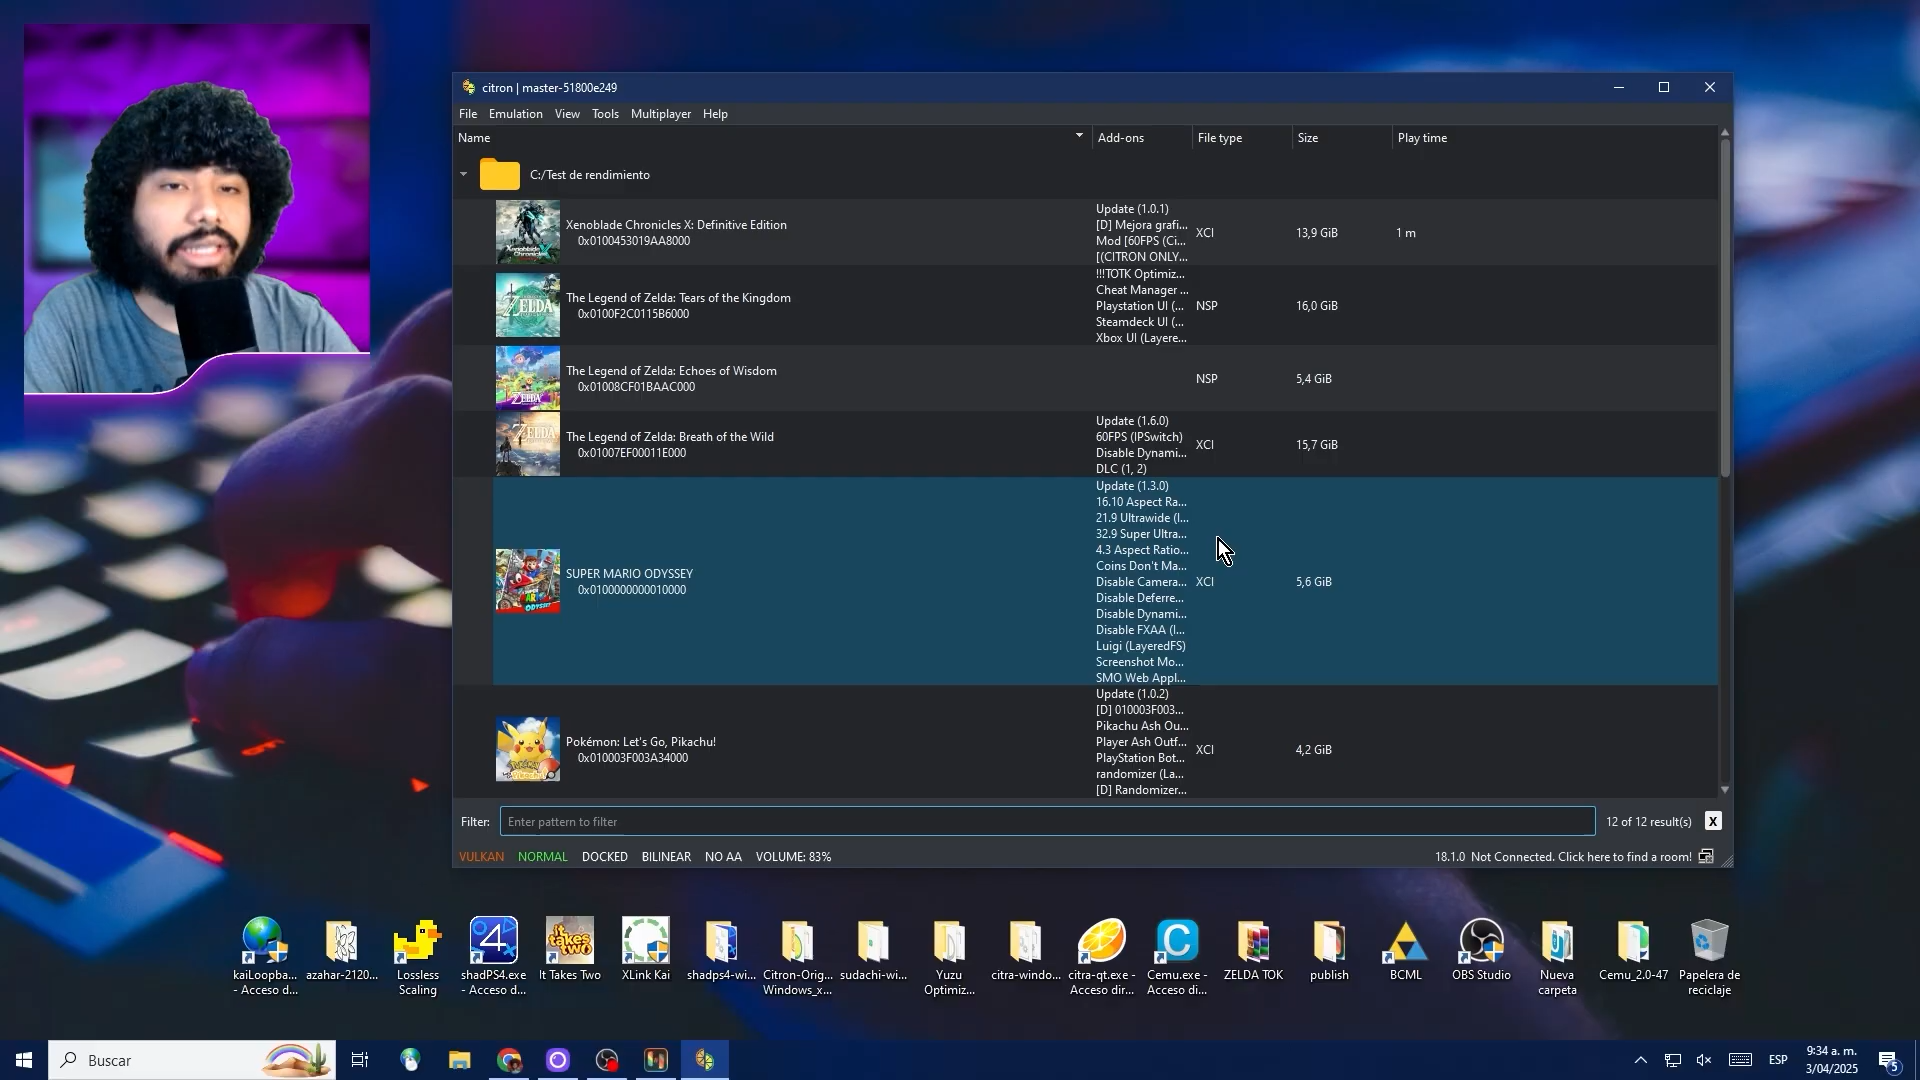 citron | master-51800e249
File Emulation View Tools Multiplayer Help
Name Add-ons File type Size Play time
C:/Test de rendimiento
Xenoblade Chronicles X: Definitive Edition
0x0100453019AA8000
Update (1.0.1)
[D] Mejora grafi...
Mod [60FPS (Ci...
[(CITRON ONLY...
XCI 13,9 GiB 1 m
The Legend of Zelda: Tears of the Kingdom
0x0100F2C0115B6000
!!!TOTK Optimiz...
Cheat Manager ...
Playstation UI (...
Steamdeck UI (...
Xbox UI (Layere...
NSP 16,0 GiB
The Legend of Zelda: Echoes of Wisdom
0x01008CF01BAAC000
NSP 5,4 GiB
The Legend of Zelda: Breath of the Wild
0x01007EF00011E000
Update (1.6.0)
60FPS (IPSwitch)
Disable Dynami...
DLC (1, 2)
XCI 15,7 GiB
SUPER MARIO ODYSSEY
0x0100000000010000
Update (1.3.0)
16.10 Aspect Ra...
21.9 Ultrawide (I...
32.9 Super Ultra...
4.3 Aspect Ratio...
Coins Don't Ma...
Disable Camera...
Disable Deferre...
Disable Dynami...
Disable FXAA (I...
Luigi (LayeredFS)
Screenshot Mo...
SMO Web Appl...
XCI 5,6 GiB
Pokémon: Let's Go, Pikachu!
0x010003F003A34000
Update (1.0.2)
[D] 010003F003...
Pikachu Ash Ou...
Player Ash Outf...
PlayStation Bot...
randomizer (La...
[D] Randomizer...
XCI 4,2 GiB
Filter: Enter pattern to filter 12 of 12 result(s) X
VULKAN NORMAL DOCKED BILINEAR NO AA VOLUME: 83% 18.1.0 Not Connected. Click here to find a room!
kaiLoopba...
- Acceso d...
azahar-2120...
Lossless
Scaling
shadPS4.exe
- Acceso d...
It Takes Two
XLink Kai
shadps4-wi...
Citron-Orig...
Windows_x...
sudachi-wi...
Yuzu
Optimiz...
citra-windo...
citra-qt.exe -
Acceso dir...
Cemu.exe -
Acceso di...
ZELDA TOK
publish
BCML
OBS Studio
Nueva
carpeta
Cemu_2.0-47
Papelera de
reciclaje
Buscar
ESP
9:34 a. m.
3/04/2025
5